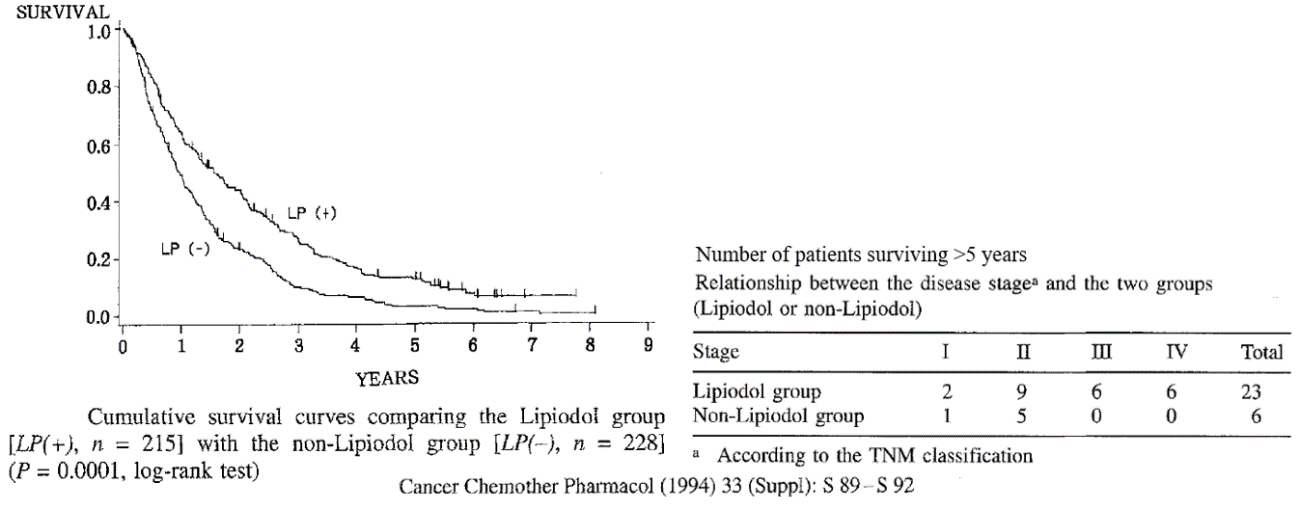 SURVIVAL
1.0
0.8
0.6
0.4
0.2
0.0
LP (+)
LP (-)
0 1 2 3 4 5 6 7 8 9
YEARS
Cumulative survival curves comparing the Lipiodol group
[LP(+), n = 215] with the non-Lipiodol group [LP(-), n = 228]
(P = 0.0001, log-rank test)
Number of patients surviving >5 years
Relationship between the disease stageᵃ and the two groups
(Lipiodol or non-Lipiodol)
Stage I II III IV Total
Lipiodol group 2 9 6 6 23
Non-Lipiodol group 1 5 0 0 6
ᵃ According to the TNM classification
Cancer Chemother Pharmacol (1994) 33 (Suppl): S 89–S 92